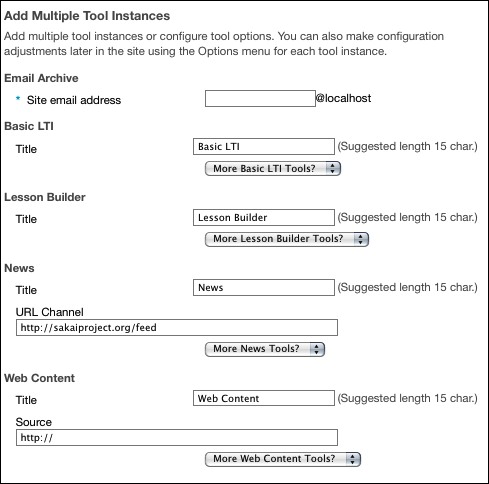 Add Multiple Tool Instances
Add multiple tool instances or configure tool options. You can also make configuration
adjustments later in the site using the Options menu for each tool instance.
Email Archive
* Site email address @localhost
Basic LTI
Title Basic LTI (Suggested length 15 char.)
More Basic LTI Tools?
Lesson Builder
Title Lesson Builder (Suggested length 15 char.)
More Lesson Builder Tools?
News
Title News (Suggested length 15 char.)
URL Channel
http://sakaiproject.org/feed
More News Tools?
Web Content
Title Web Content (Suggested length 15 char.)
Source
http://
More Web Content Tools?